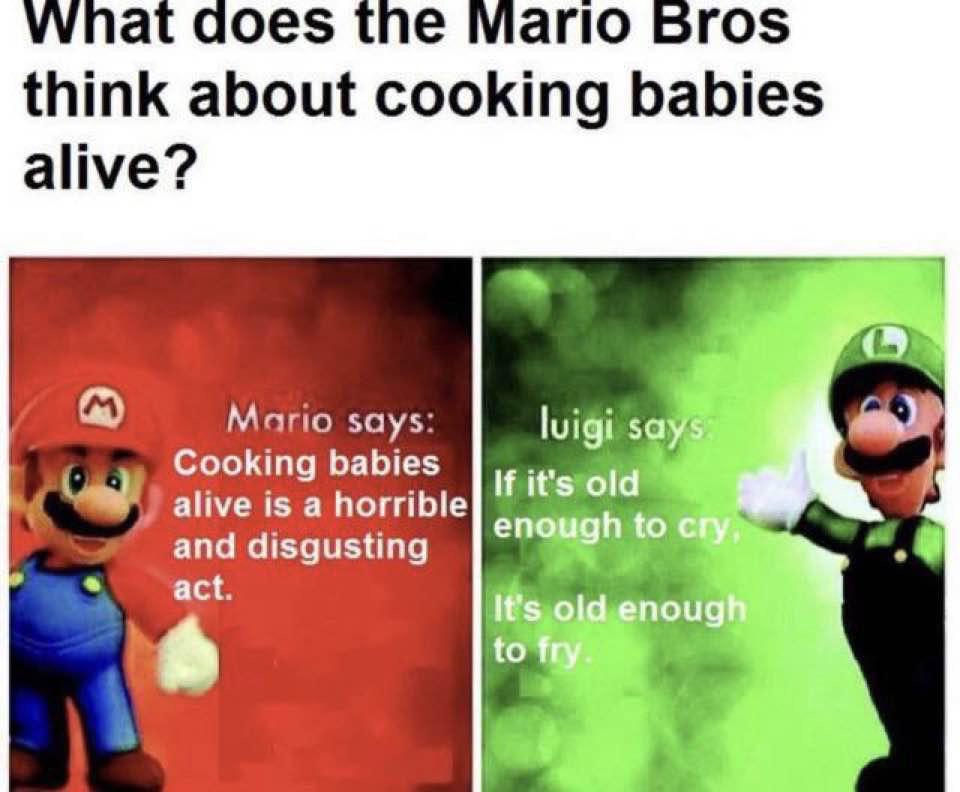 What does the Mario Bros
think about cooking babies
alive?
M
Mario says:
Cooking babies
alive is a horrible
and disgusting
act.
L
luigi says:
If it's old
enough to cry,
It's old enough
to fry.